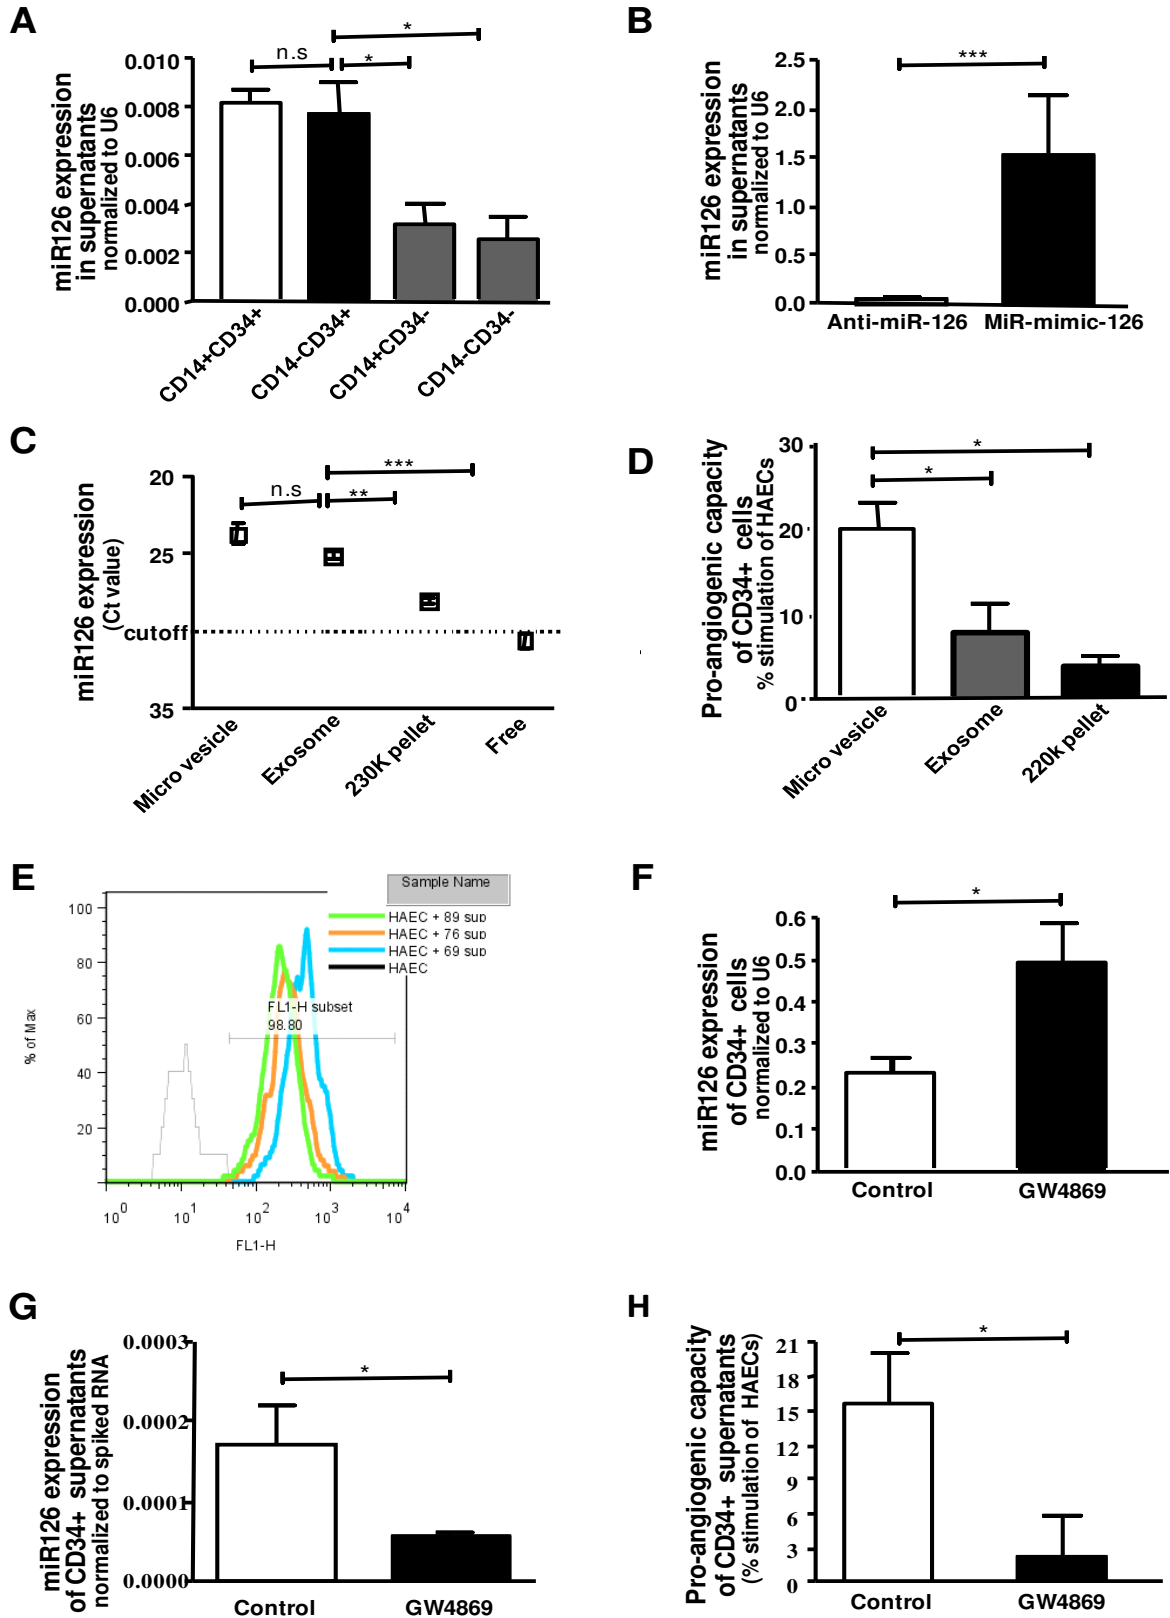 A
miR126 expression
in supernatants
normalized to U6
0.010
0.008
0.006
0.004
0.002
0.000
n.s
*
*
CD14+CD34+
CD14-CD34+
CD14+CD34-
CD14-CD34-
B
miR126 expression
in supernatants
normalized to U6
2.5
2.0
1.5
1.0
0.5
0.0
***
Anti-miR-126
MiR-mimic-126
C
miR126 expression
(Ct value)
20
25
cutoff
35
n.s
**
***
Micro vesicle
Exosome
230K pellet
Free
D
Pro-angiogenic capacity
of CD34+ cells
% stimulation of HAECs
30
20
10
0
*
*
Micro vesicle
Exosome
220k pellet
E
Sample Name
HAEC + 89 sup
HAEC + 76 sup
HAEC + 69 sup
HAEC
% of Max
100
80
60
40
20
FL1-H subset
98.80
10^0
10^1
10^2
10^3
10^4
FL1-H
F
miR126 expression
of CD34+ cells
normalized to U6
0.6
0.5
0.4
0.3
0.2
0.1
0.0
*
Control
GW4869
G
miR126 expression
of CD34+ supernatants
normalized to spiked RNA
0.0003
0.0002
0.0001
0.0000
*
Control
GW4869
H
Pro-angiogenic capacity
of CD34+ supernatants
(% stimulation of HAECs)
21
18
15
12
9
6
3
0
*
Control
GW4869